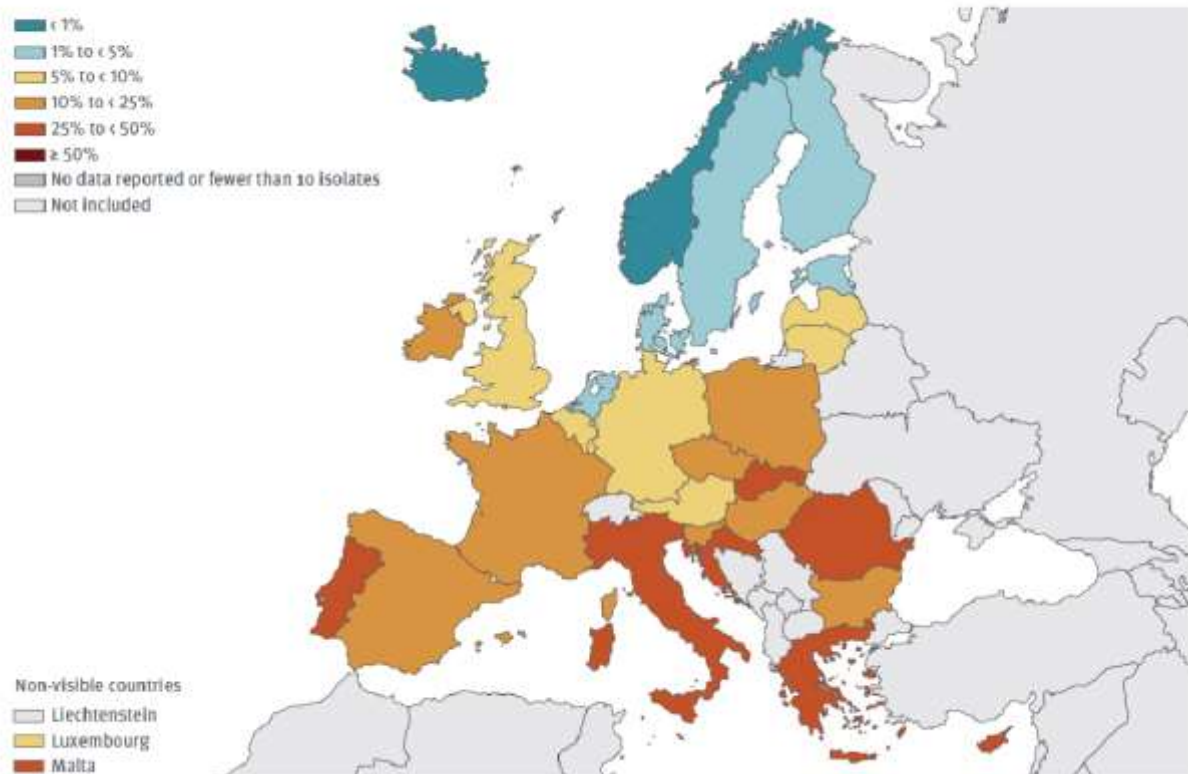 < 1%
1% to < 5%
5% to < 10%
10% to < 25%
25% to < 50%
≥ 50%
No data reported or fewer than 10 isolates
Not included
Non-visible countries
Liechtenstein
Luxembourg
Malta